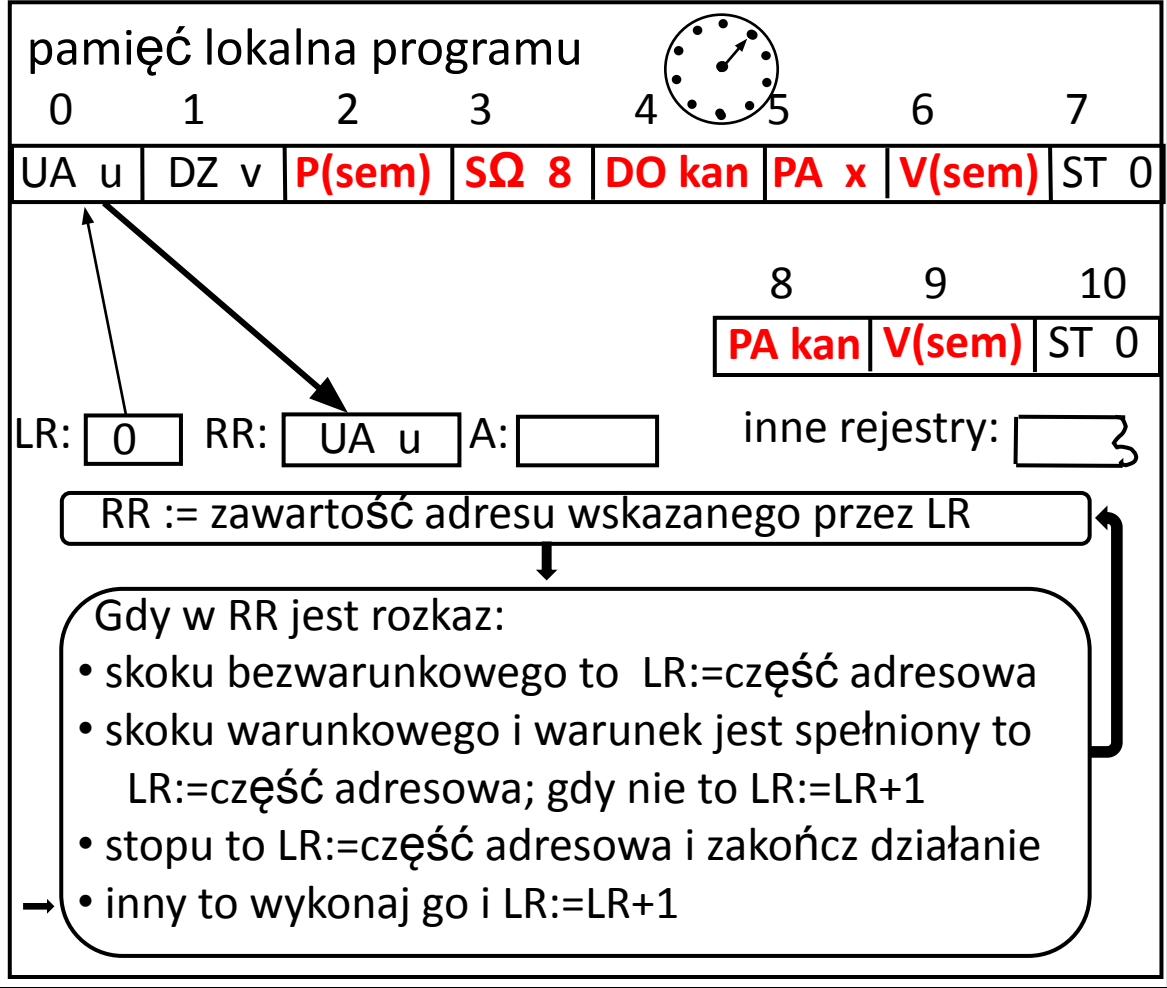 pamięć lokalna programu
0 1 2 3 4 5 6 7
UA u DZ v P(sem) SΩ 8 DO kan PA x V(sem) ST 0
8 9 10
PA kan V(sem) ST 0
LR: 0 RR: UA u A: inne rejestry:
RR := zawartość adresu wskazanego przez LR
Gdy w RR jest rozkaz:
• skoku bezwarunkowego to LR:=część adresowa
• skoku warunkowego i warunek jest spełniony to
LR:=część adresowa; gdy nie to LR:=LR+1
• stopu to LR:=część adresowa i zakończ działanie
• inny to wykonaj go i LR:=LR+1